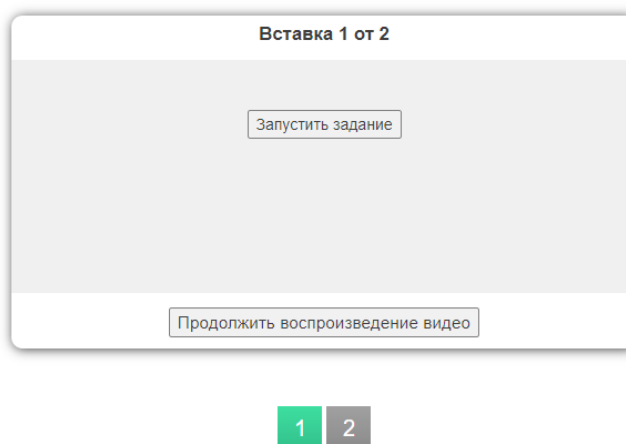 Вставка 1 от 2
Запустить задание
Продолжить воспроизведение видео
1 2